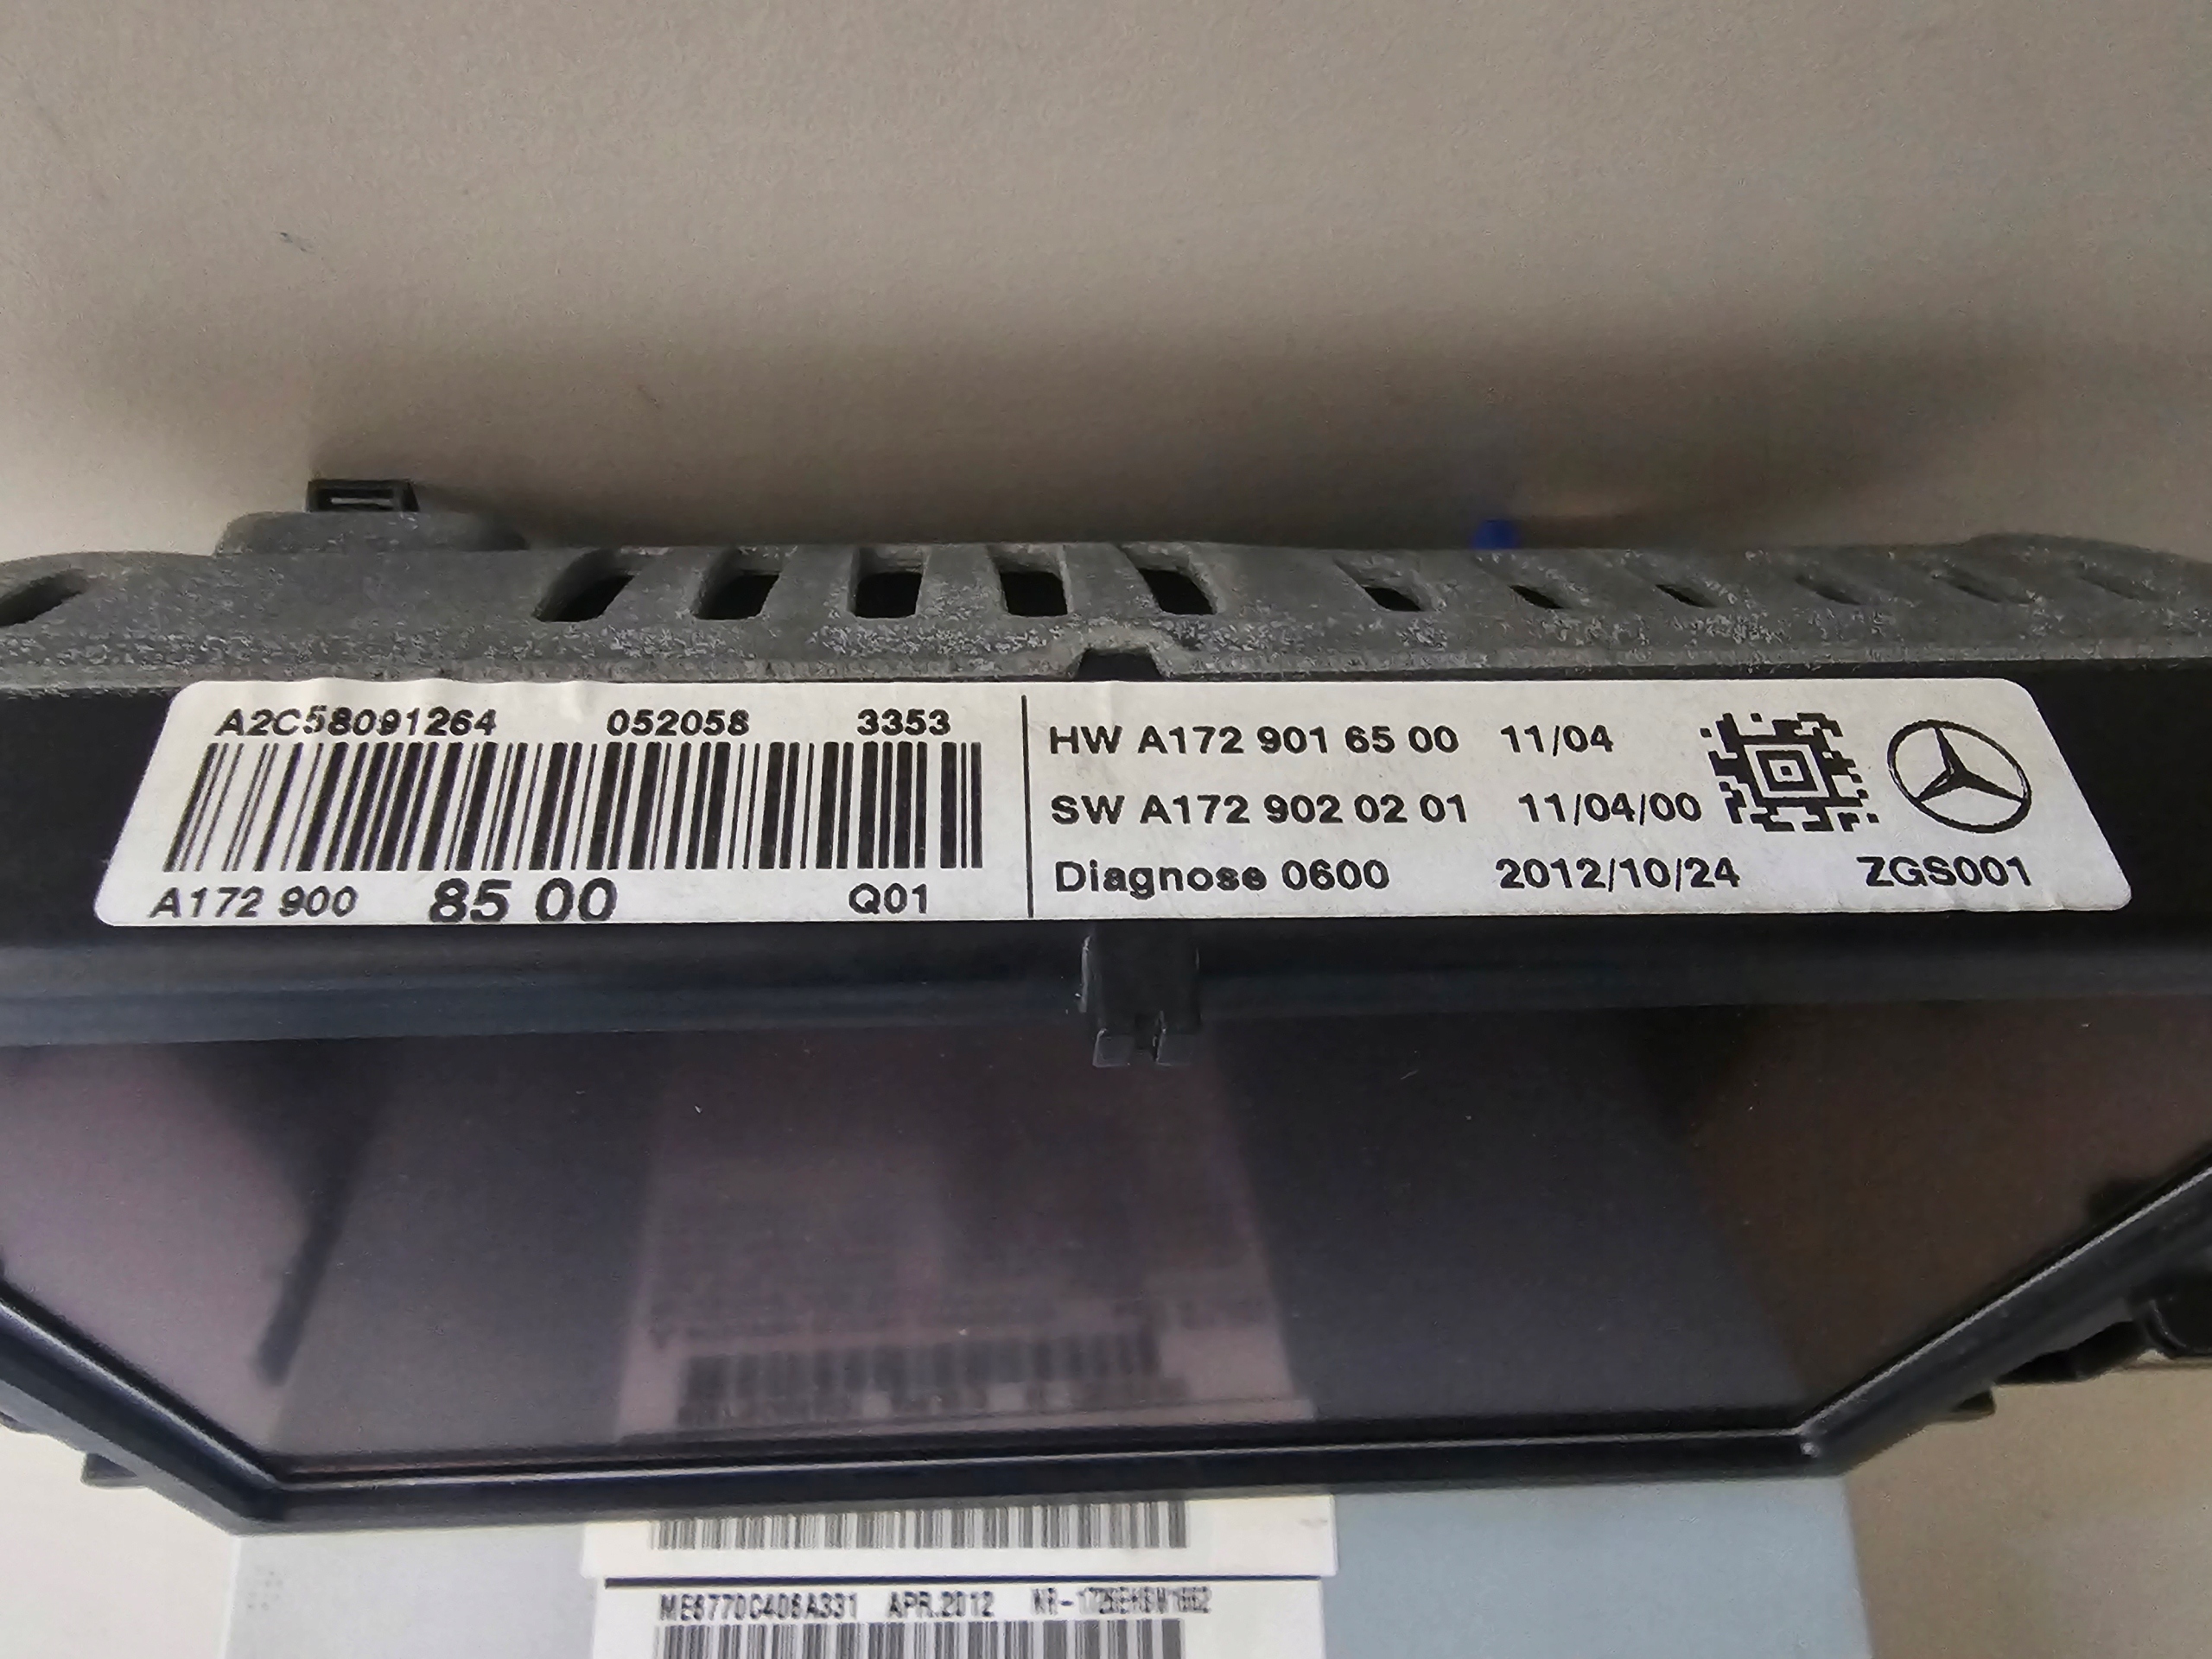 A2C58091264 052058 3353
A172 900 85 00 Q01
HW A172 901 65 00 11/04
SW A172 902 02 01 11/04/00
Diagnose 0600 2012/10/24 ZGS001
APR.2012